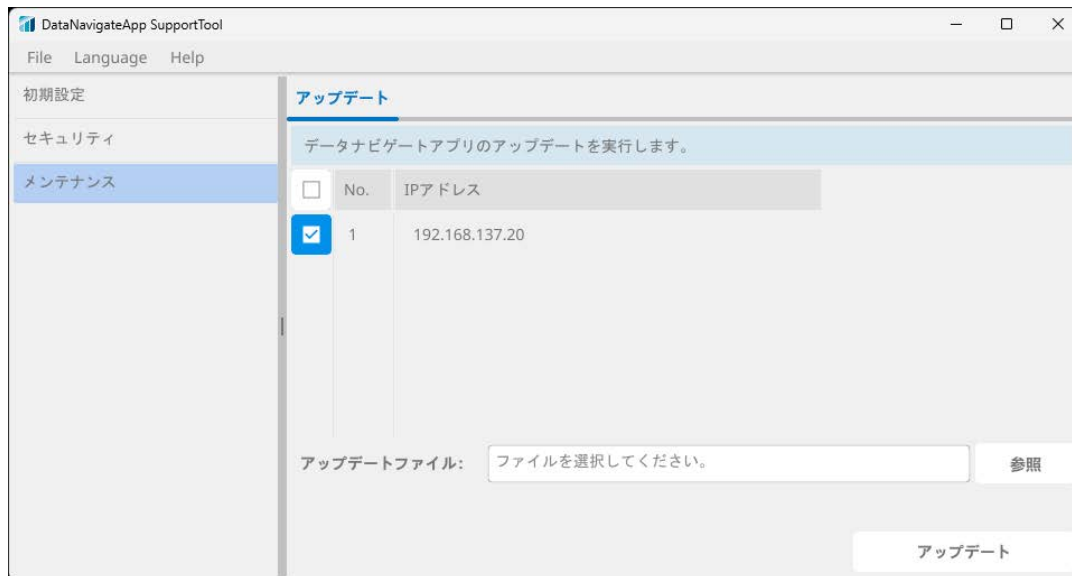 DataNavigateApp SupportTool
File Language Help
初期設定
セキュリティ
メンテナンス
アップデート
データナビゲートアプリのアップデートを実行します。
No. IPアドレス
1 192.168.137.20
アップデートファイル: ファイルを選択してください。 参照
アップデート